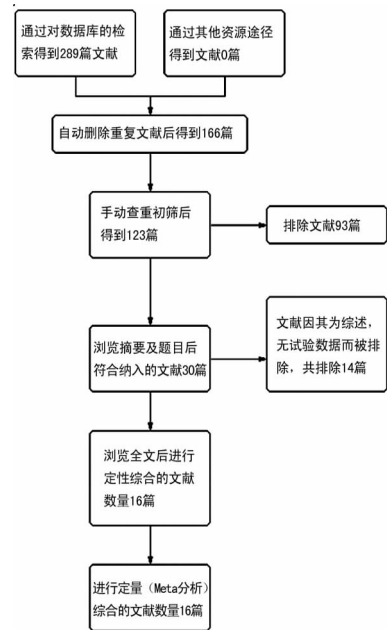 通过对数据库的检
索得到289篇文献
通过其他资源途径
得到文献0篇
自动删除重复文献后得到166篇
手动查重初筛后
得到123篇
排除文献93篇
浏览摘要及题目后
符合纳入的文献30篇
文献因其为综述，
无试验数据而被排
除，共排除14篇
浏览全文后进行
定性综合的文献
数量16篇
进行定量（Meta分析）
综合的文献数量16篇